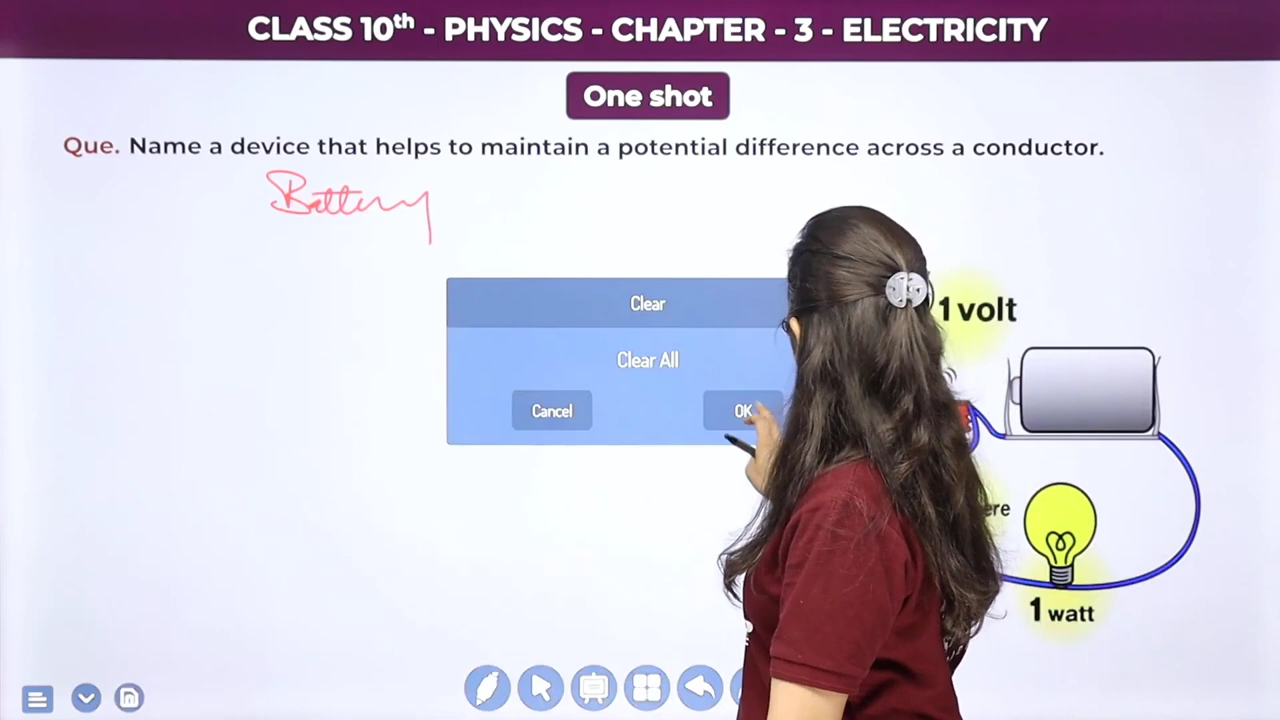 CLASS 10th - PHYSICS - CHAPTER - 3 - ELECTRICITY
One shot
Que. Name a device that helps to maintain a potential difference across a conductor.
Battery
Clear
Clear All
Cancel
OK
1 volt
ere
1 watt